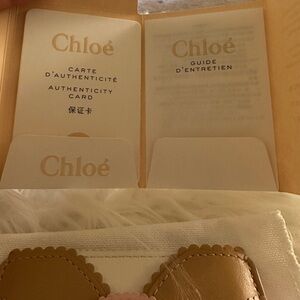 Chloé
CARTE
D'AUTHENTICITÉ
AUTHENTICITY
CARD
保证卡
Chloé
GUIDE
D'ENTRETIEN
Chloé